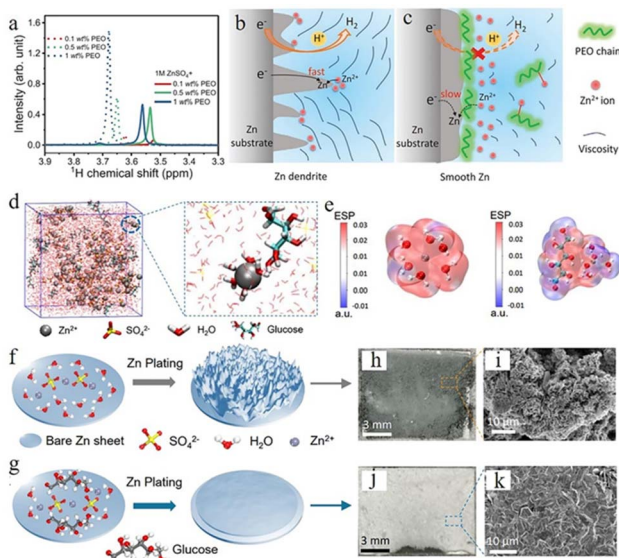 a
Intensity (arb. unit)
1.6
1.2
0.8
0.4
0.0
0.1 wt% PEO
0.5 wt% PEO
1 wt% PEO
1M ZnSO₄+
0.1 wt% PEO
0.5 wt% PEO
1 wt% PEO
3.9 3.8 3.7 3.6 3.5 3.4 3.3
¹H chemical shift (ppm)
b
e⁻
H⁺
H₂
e⁻
fast
Zn
Zn²⁺
Zn
substrate
Zn dendrite
c
e⁻
H⁺
H₂
slow
e⁻
Zn²⁺
Zn
Zn
substrate
Smooth Zn
PEO chain
Zn²⁺ ion
Viscosity
d
Zn²⁺ SO₄²⁻ H₂O Glucose
e
ESP
0.03
0.02
0.01
0.00
-0.01
a.u.
ESP
0.03
0.02
0.01
0.00
-0.01
a.u.
f
Zn Plating
Bare Zn sheet SO₄²⁻ H₂O Zn²⁺
g
Zn Plating
Glucose
h
3 mm
i
10 μm
j
3 mm
k
10 μm